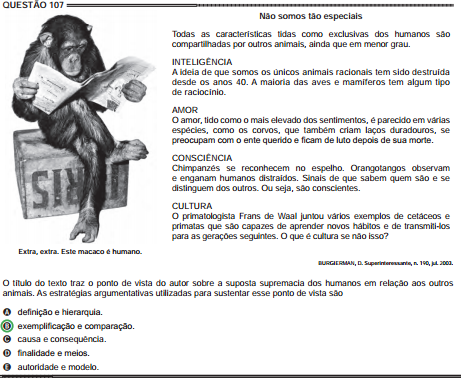 QUESTÃO 107
Não somos tão especiais
Todas as características tidas como exclusivas dos humanos são
compartilhadas por outros animais, ainda que em menor grau.
INTELIGÊNCIA
A ideia de que somos os únicos animais racionais tem sido destruída
desde os anos 40. A maioria das aves e mamíferos tem algum tipo
de raciocínio.
AMOR
O amor, tido como o mais elevado dos sentimentos, é parecido em várias
espécies, como os corvos, que também criam laços duradouros, se
preocupam com o ente querido e ficam de luto depois de sua morte.
CONSCIÊNCIA
Chimpanzés se reconhecem no espelho. Orangotangos observam
e enganam humanos distraídos. Sinais de que sabem quem são e se
distinguem dos outros. Ou seja, são conscientes.
CULTURA
O primatologista Frans de Waal juntou vários exemplos de cetáceos e
primatas que são capazes de aprender novos hábitos e de transmiti-los
para as gerações seguintes. O que é cultura se não isso?
SIN
Extra, extra. Este macaco é humano.
BURGIERMAN, D. Superinteressante, n. 190, jul. 2003.
O título do texto traz o ponto de vista do autor sobre a suposta supremacia dos humanos em relação aos outros
animais. As estratégias argumentativas utilizadas para sustentar esse ponto de vista são
A definição e hierarquia.
B exemplificação e comparação.
C causa e consequência.
D finalidade e meios.
E autoridade e modelo.